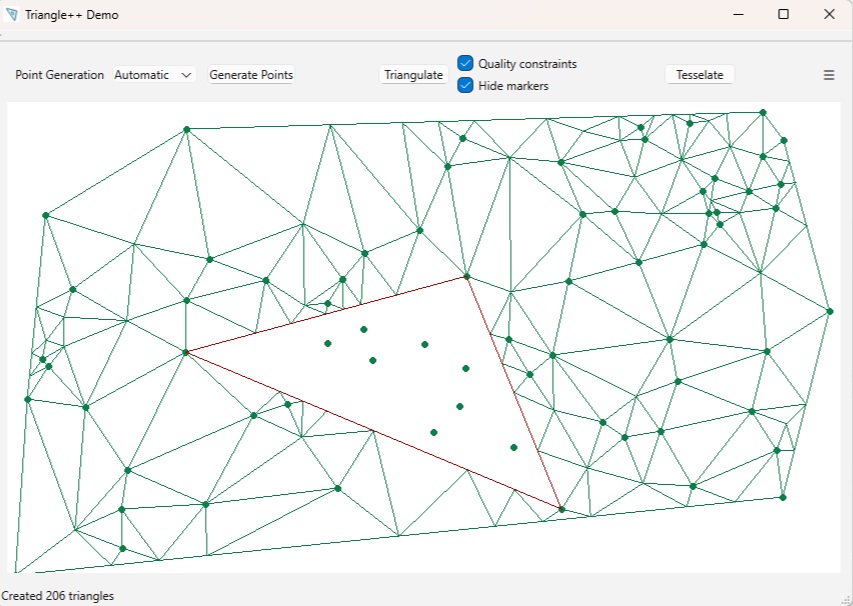 Triangle++ Demo
Point Generation Automatic Generate Points Triangulate Quality constraints Tesselate
Hide markers
Created 206 triangles